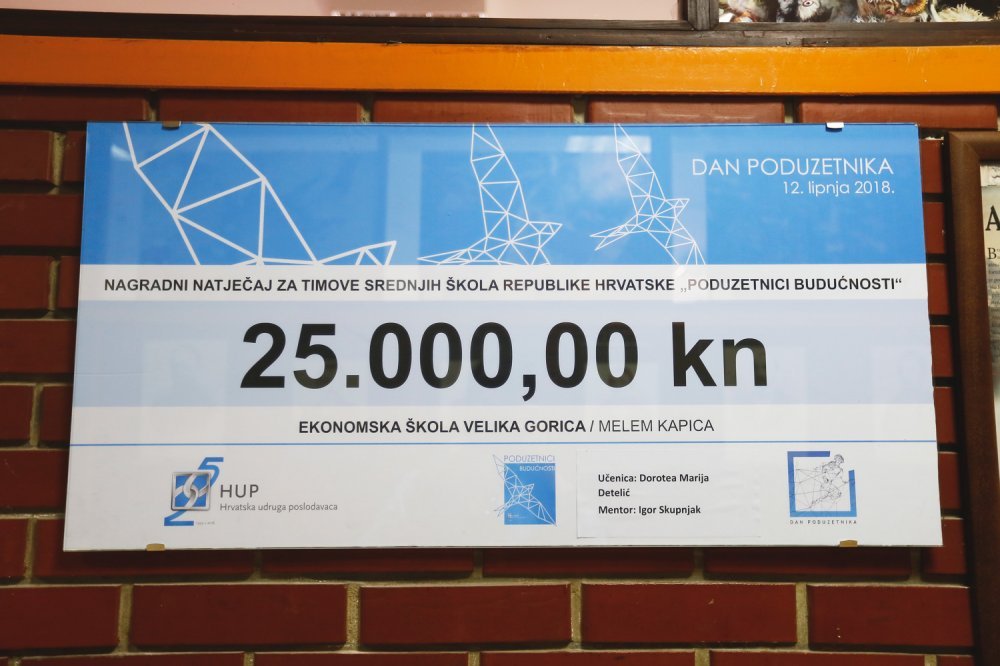 DAN PODUZETNIKA
12. lipnja 2018.
NAGRADNI NATJEČAJ ZA TIMOVE SREDNJIH ŠKOLA REPUBLIKE HRVATSKE „PODUZETNICI BUDUĆNOSTI“
25.000,00 kn
EKONOMSKA ŠKOLA VELIKA GORICA / MELEM KAPICA
25
HUP
Hrvatska udruga poslodavaca
PODUZETNICI
BUDUĆNOSTI
Učenica: Dorotea Marija
Detelić
Mentor: Igor Skupnjak
DAN PODUZETNIKA